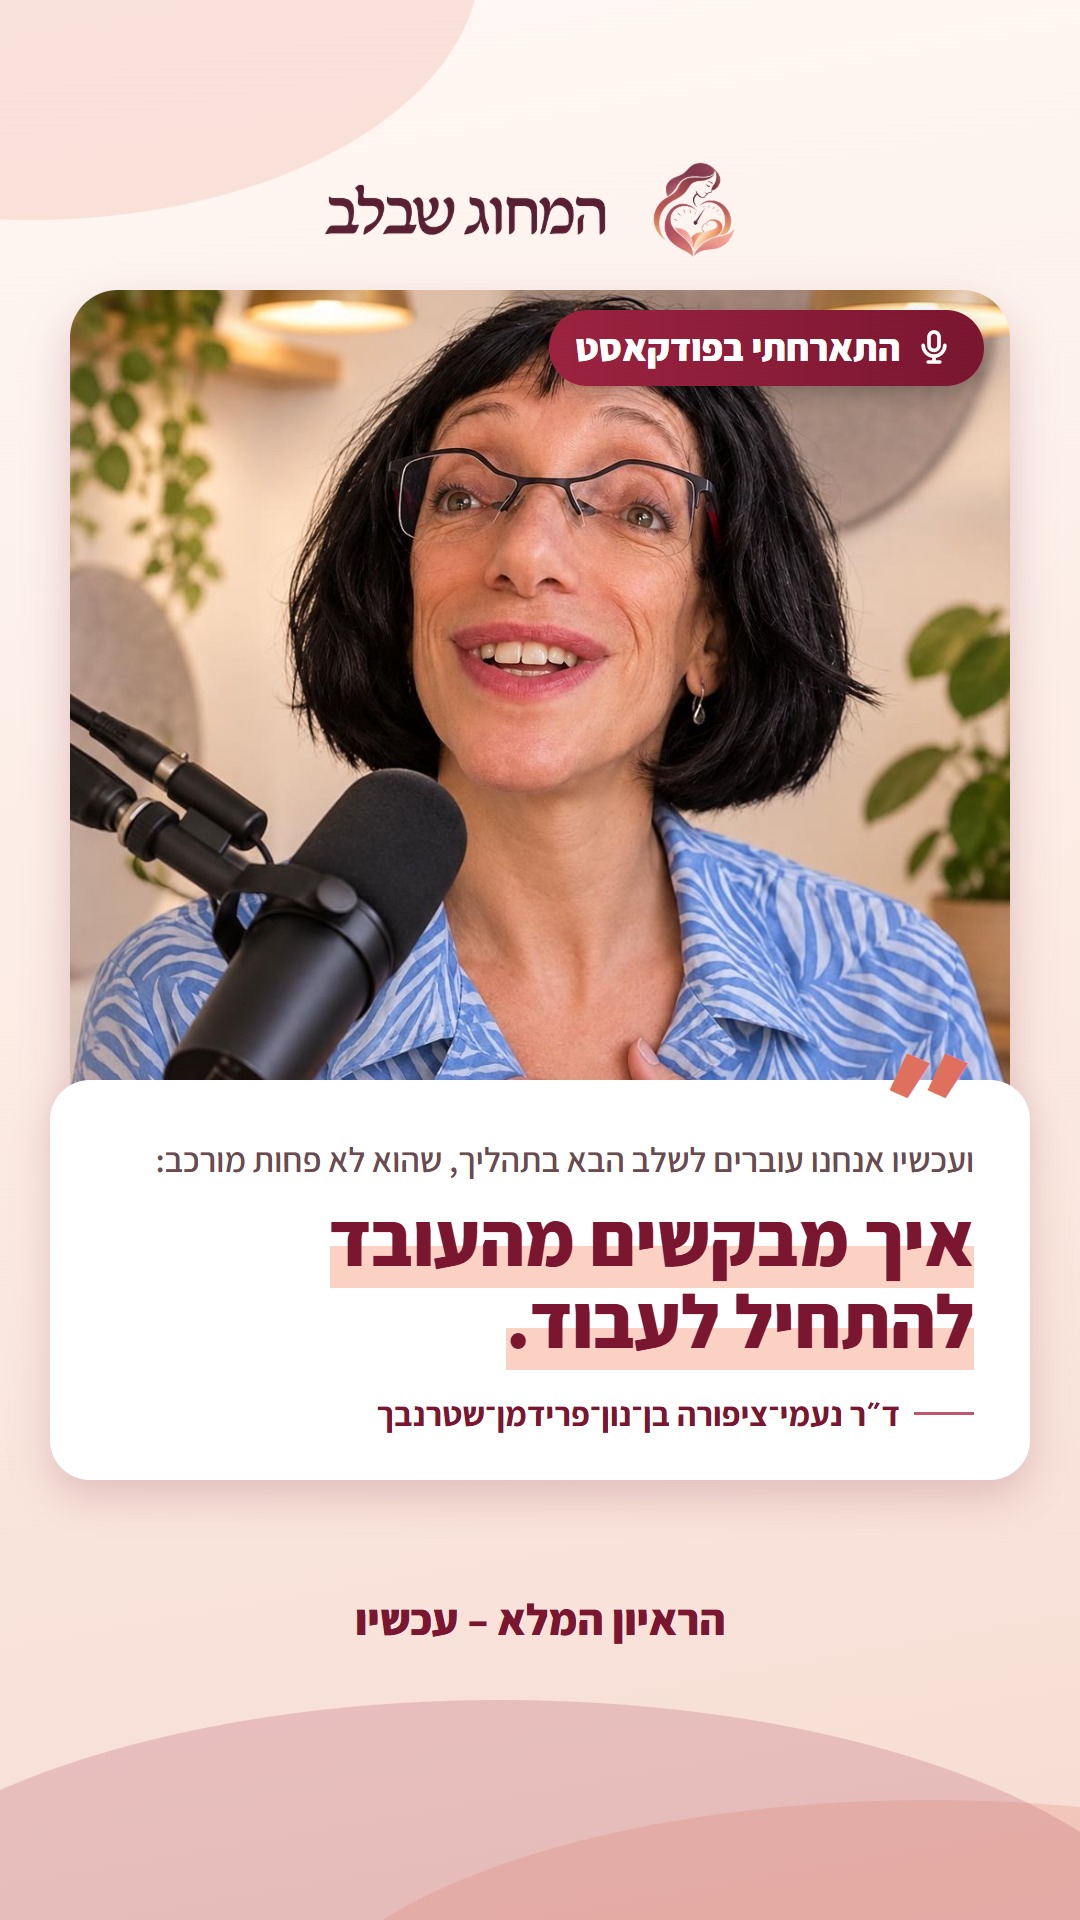 המחוג שבלב
התארחתי בפודקאסט
ועכשיו אנחנו עוברים לשלב הבא בתהליך, שהוא לא פחות מורכב:
איך מבקשים מהעובד
להתחיל לעבוד.
ד״ר נעמי־ציפורה בן־נון־פרידמן־שטרנבך
הראיון המלא – עכשיו